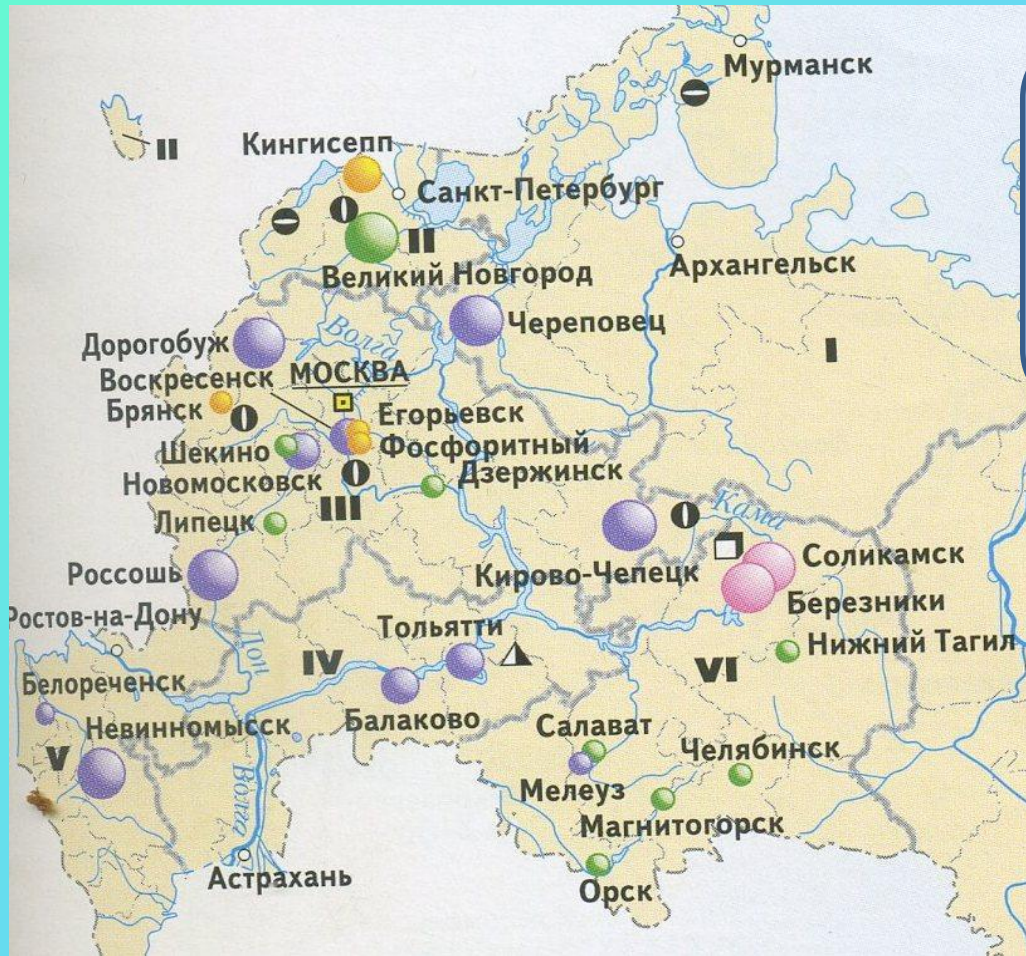 Мурманск
II
Кингисепп
Санкт-Петербург
II
Великий Новгород
Архангельск
Череповец
I
Волга
Дорогобуж
Воскресенск
МОСКВА
Брянск
Егорьевск
Фосфоритный
Шекино
Новомосковск
Дзержинск
III
Липецк
Кама
Соликамск
Кирово-Чепецк
Россошь
Березники
Ростов-на-Дону
Тольятти
Нижний Тагил
Дон
IV
VI
Белореченск
Невинномысск
Балаково
Салават
Челябинск
V
Мелеуз
Волга
Магнитогорск
Астрахань
Орск